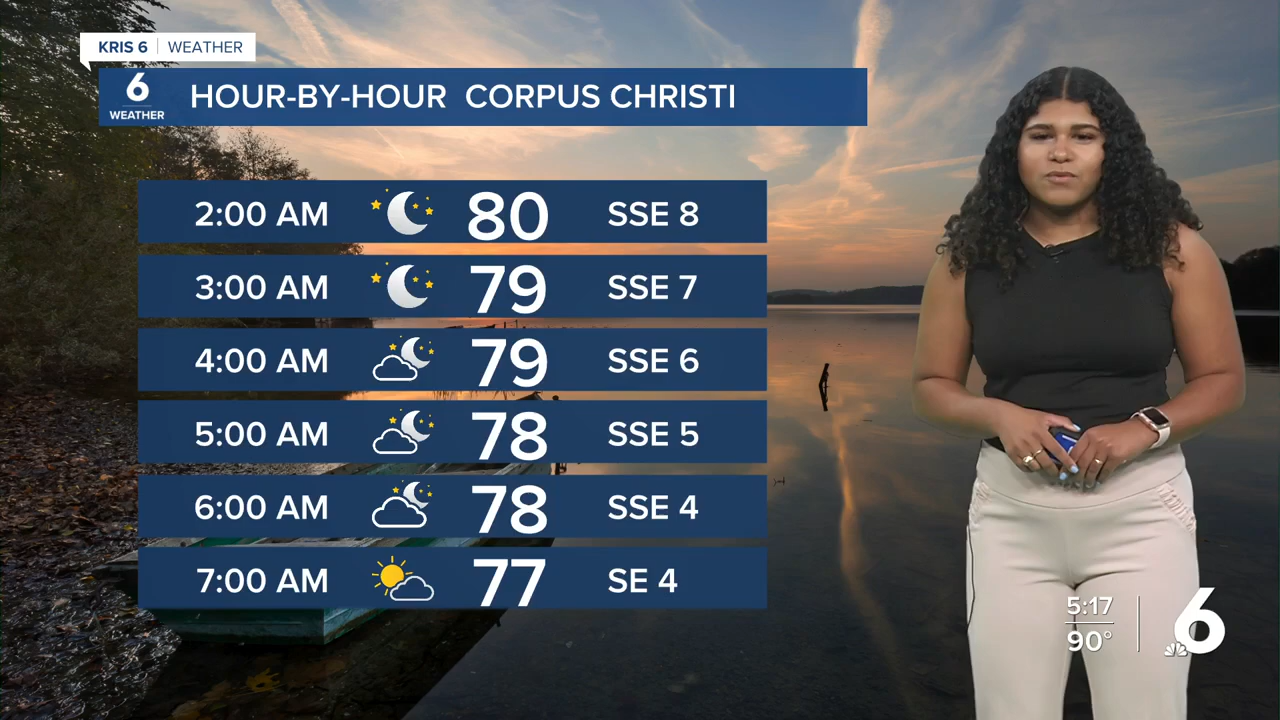 KRIS 6 | WEATHER
6
WEATHER
HOUR-BY-HOUR CORPUS CHRISTI
2:00 AM 80 SSE 8
3:00 AM 79 SSE 7
4:00 AM 79 SSE 6
5:00 AM 78 SSE 5
6:00 AM 78 SSE 4
7:00 AM 77 SE 4
5:17
90°
6